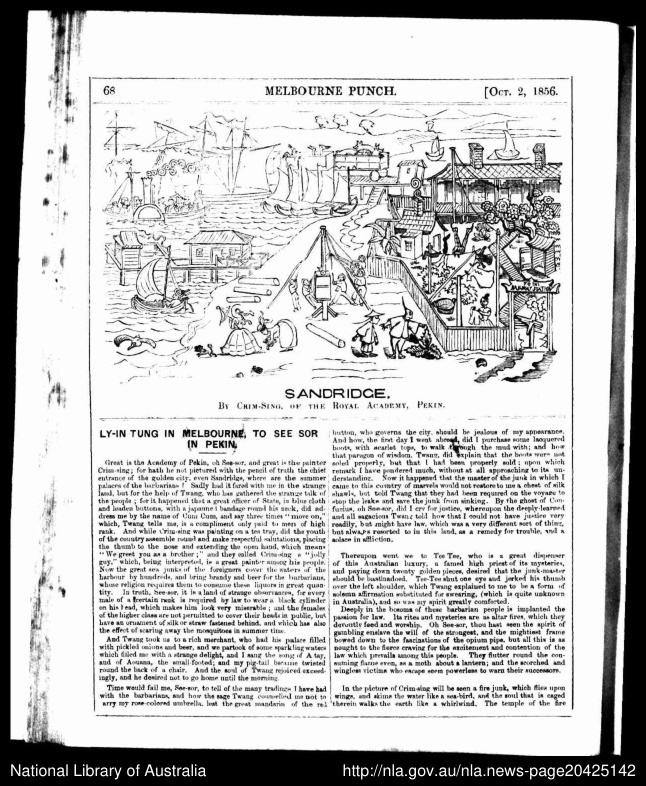 68
MELBOURNE PUNCH.
[OCT. 2, 1856.
SANDRIDGE,
BY CRIM-SING, OF THE ROYAL ACADEMY, PEKIN.
LY-IN TUNG IN MELBOURNE, TO SEE SOR
IN PEKIN.
Great is the Academy of Pekin, oh See-sor, and great is the painter
Crim-sing; for hath he not pictured with the pencil of truth the chief
entrance of the golden city, even Sandridge, where are the summer
palaces of the barbarians! Sadly had it fared with me in this strange
land, but for the help of Twang, who has gathered the strange talk of
the people; for it happened that a great officer of State, in blue cloth
and leaden buttons, with a japanned bandage round his neck, did ad-
dress me by the name of Cum Cum, and say three times "move on,"
which, Twang tells me, is a compliment only paid to men of high
rank. And while Crim-sing was painting on a tea tray, did the youth
of the country assemble round and make respectful salutations, placing
the thumb to the nose and extending the open hand, which means
"We greet you as a brother;" and they called Crim-sing a "jolly
guy," which, being interpreted, is a great painter among his people.
Now the great sea junks of the foreigners cover the waters of the
harbour by hundreds, and bring brandy and beer for the barbarians,
whose religion requires them to consume these liquors in great quan-
tity. In truth, See-sor, it is a land of strange observances, for every
male of a certain rank is required by law to wear a black cylinder
on his head, which makes him look very miserable; and the females
of the higher class are not permitted to cover their heads in public, but
have an ornament of silk or straw fastened behind, and which has also
the effect of scaring away the mosquitoes in summer time.
And Twang took us to a rich merchant, who had his palace filled
with pickled onions and beer, and we partook of some sparkling waters
which filled me with a strange delight, and I sang the song of A-tay,
and of Aouana, the small-footed; and my pig-tail became twisted
round the back of a chair. And the soul of Twang rejoiced exceed-
ingly, and he desired not to go home until the morning.
Time would fail me, See-sor, to tell of the many tradings I have had
with the barbarians, and how the sage Twang counselled me not to
carry my rose-colored umbrella, lest the great mandarin of the red
button, who governs the city, should be jealous of my appearance.
And how, the first day I went abroad, did I purchase some lacquered
boots, with scarlet tops, to walk through the mud with; and how
that paragon of wisdom, Twang, did explain that the boots were not
soled properly, but that I had been properly sold; upon which
remark I have pondered much, without at all approaching to its un-
derstanding. Now it happened that the master of the junk in which I
came to this country of marvels would not restore to me a chest of silk
shawls, but told Twang that they had been required on the voyage to
stop the leaks and save the junk from sinking. By the ghost of Con-
fucius, oh See-sor, did I cry for justice, whereupon the deeply-learned
and all sagacious Twang told how that I could not have justice very
readily, but might have law, which was a very different sort of thing,
but always resorted to in this land, as a remedy for trouble, and a
solace in affliction.
Thereupon went we to Tee-Tee, who is a great dispenser
of this Australian luxury, a famed high priest of its mysteries,
and paying down twenty golden pieces, desired that the junk-master
should be bastinadoed. Tee-Tee shut one eye and jerked his thumb
over the left shoulder, which Twang explained to me to be a form of
solemn affirmation substituted for swearing, (which is quite unknown
in Australia), and so was my spirit greatly comforted.
Deeply in the bosoms of these barbarian people is implanted the
passion for law. Its rites and mysteries are as altar fires, which they
devoutly feed and worship. Oh See-sor, thou hast seen the spirit of
gambling enslave the will of the strongest, and the mightiest frame
bowed down to the fascinations of the opium pipe, but all this is as
nought to the fierce craving for the excitement and contention of the
law which prevails among this people. They flutter round the con-
suming flame even, as a moth about a lantern; and the scorched and
wingless victims who escape seem powerless to warn their successors.
In the picture of Crim-sing will be seen a fire junk, which flies upon
wings, and skims the water like a sea-bird, and the soul that is caged
therein walks the earth like a whirlwind. The temple of the fire
National Library of Australia
http://nla.gov.au/nla.news-page20425142